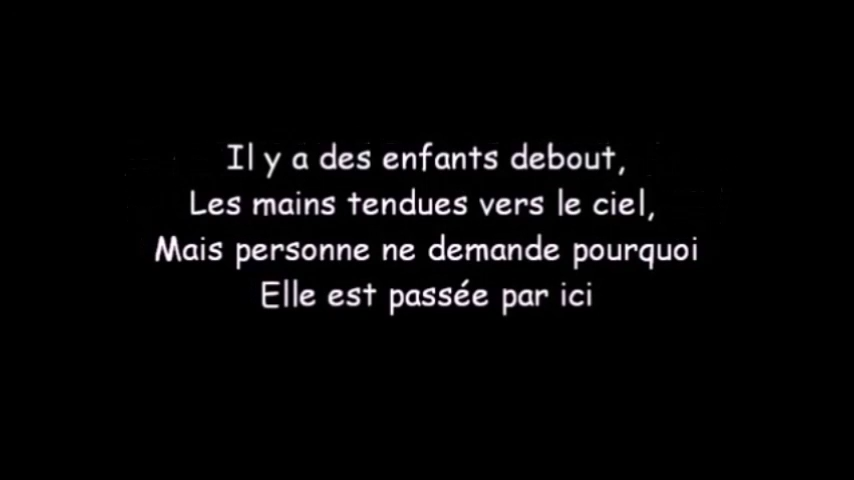 Il y a des enfants debout,
Les mains tendues vers le ciel,
Mais personne ne demande pourquoi
Elle est passée par ici